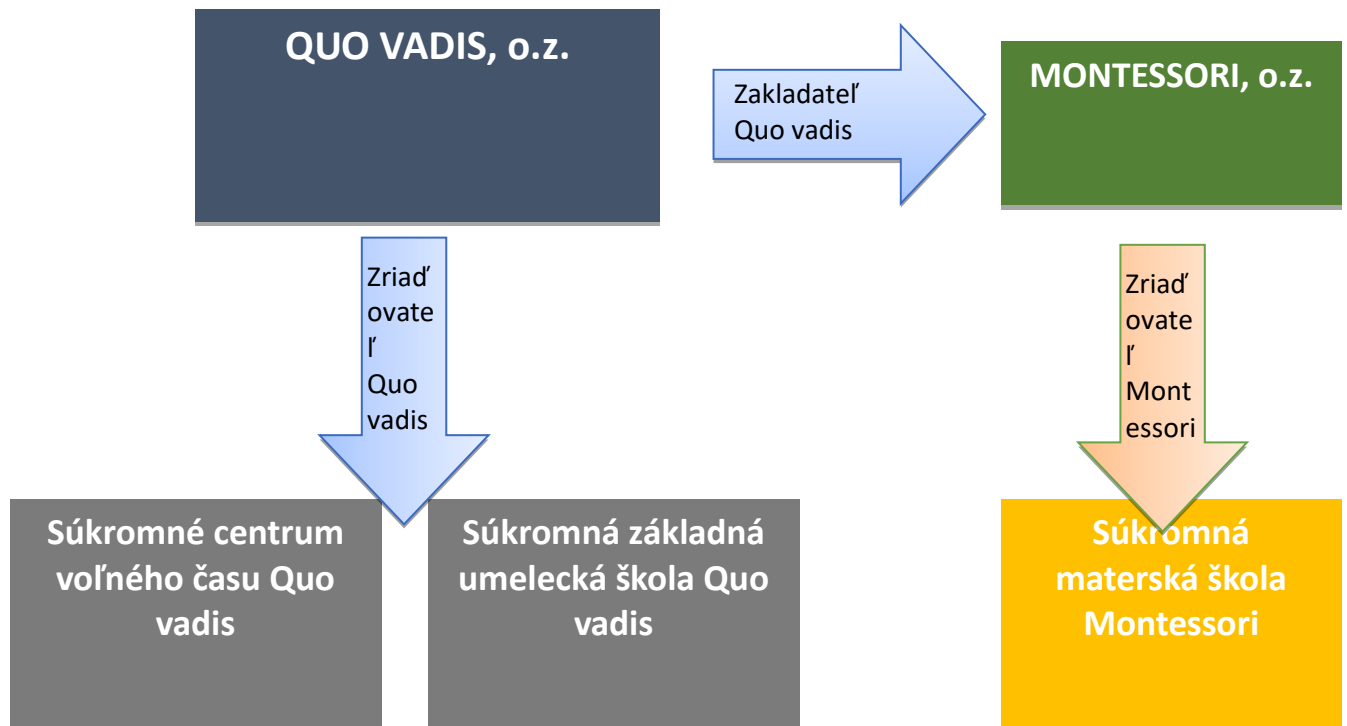 QUO VADIS, o.z.
Zakladateľ
Quo vadis
MONTESSORI, o.z.
Zriaď
ovate
ľ
Quo
vadis
Zriaď
ovate
ľ
Mont
essori
Súkromné centrum
voľného času Quo
vadis
Súkromná základná
umelecká škola Quo
vadis
Súkromná
materská škola
Montessori